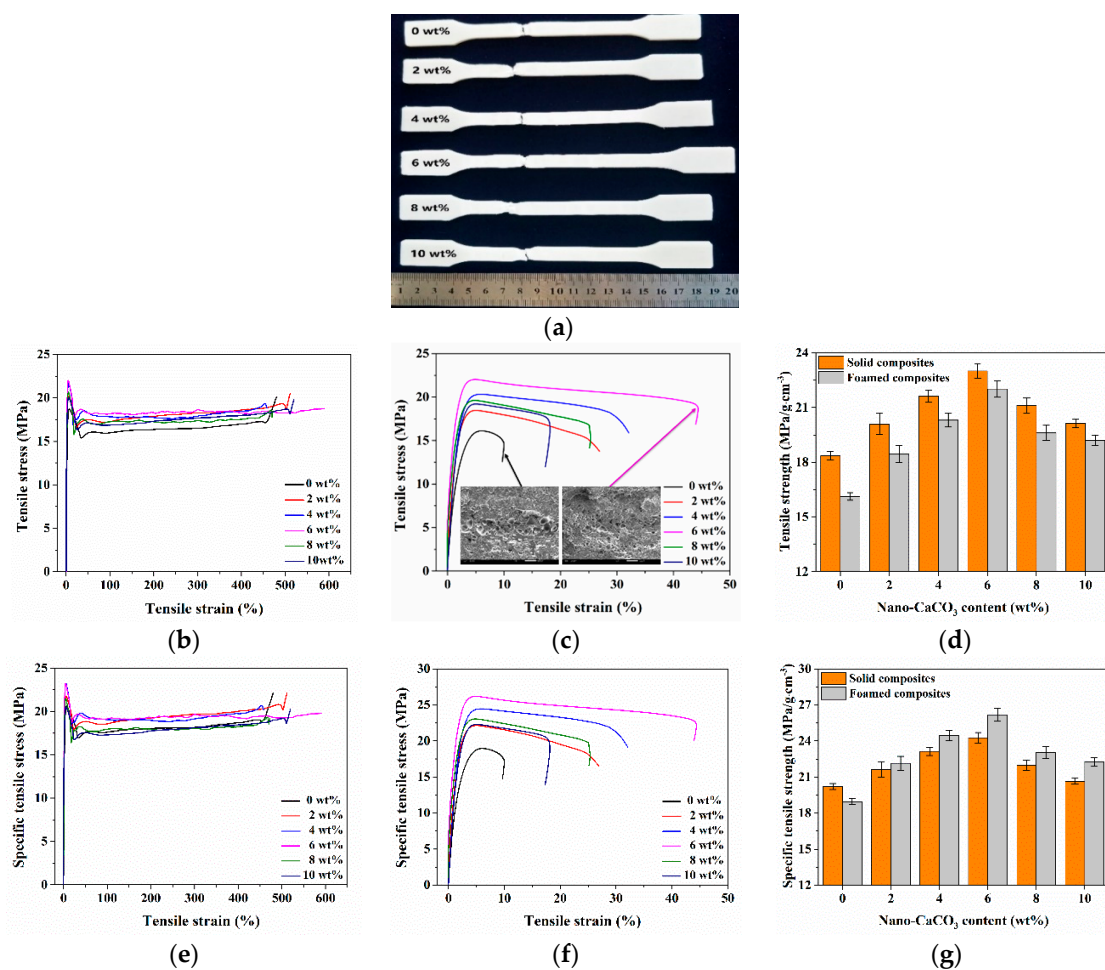 0 wt%
2 wt%
4 wt%
6 wt%
8 wt%
10 wt%
1 2 3 4 5 6 7 8 9 10 11 12 13 14 15 16 17 18 19 20
(a)
25
20
15
10
5
0
Tensile stress (MPa)
0 wt%
2 wt%
4 wt%
6 wt%
8 wt%
10wt%
0 100 200 300 400 500 600
Tensile strain (%)
(b)
25
20
15
10
5
0
Tensile stress (MPa)
0 wt%
2 wt%
4 wt%
6 wt%
8 wt%
10 wt%
0 10 20 30 40 50
Tensile strain (%)
(c)
24
21
18
15
12
Tensile strength (MPa/g·cm⁻³)
Solid composites
Foamed composites
0 2 4 6 8 10
Nano-CaCO₃ content (wt%)
(d)
25
20
15
10
5
0
Specific tensile stress (MPa)
0 wt%
2 wt%
4 wt%
6 wt%
8 wt%
10 wt%
0 100 200 300 400 500 600
Tensile strain (%)
(e)
30
25
20
15
10
5
0
Specific tensile stress (MPa)
0 wt%
2 wt%
4 wt%
6 wt%
8 wt%
10 wt%
0 10 20 30 40 50
Tensile strain (%)
(f)
30
27
24
21
18
15
12
Specific tensile strength (MPa/g·cm⁻³)
Solid composites
Foamed composites
0 2 4 6 8 10
Nano-CaCO₃ content (wt%)
(g)